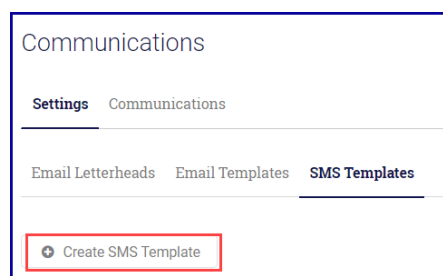 Communications
Settings Communications
Email Letterheads Email Templates SMS Templates
Create SMS Template